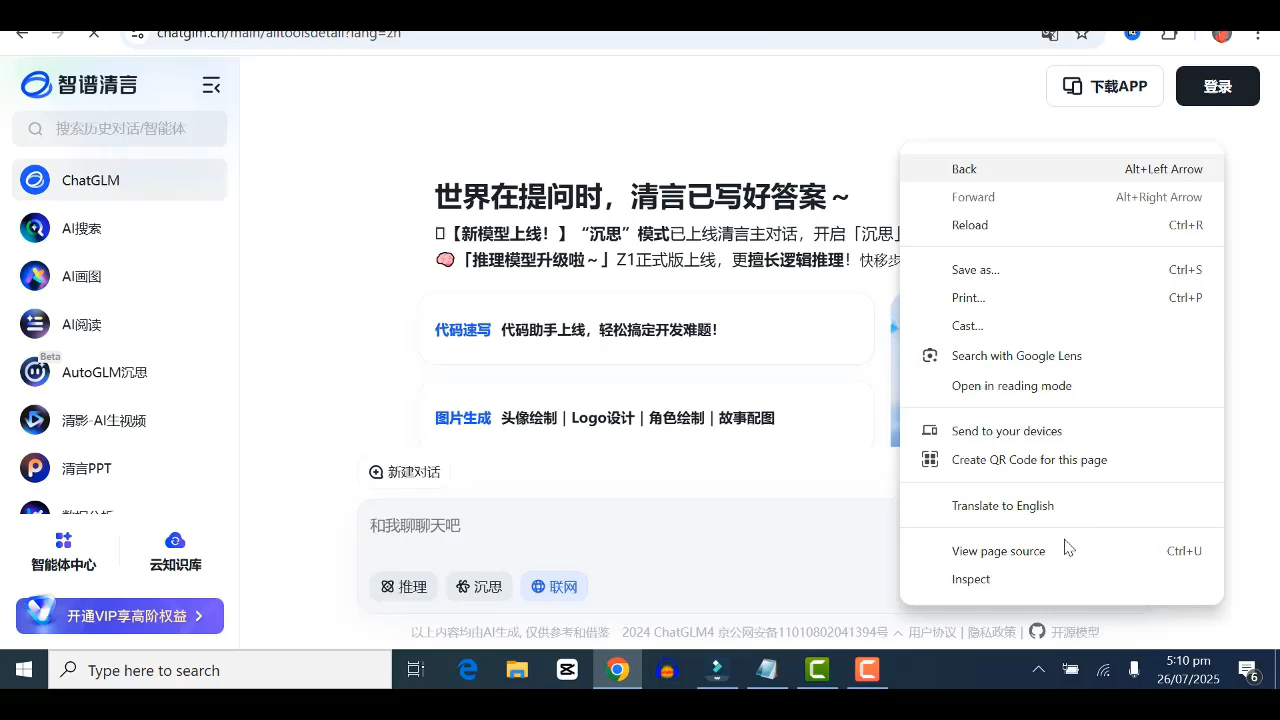 chatglm.cn/main/alltoolsdetail?lang=zh
智谱清言
下载APP
登录
搜索历史对话/智能体
ChatGLM
AI搜索
AI画图
AI阅读
Beta
AutoGLM沉思
清影-AI生视频
清言PPT
数据分析
智能体中心
云知识库
开通VIP享高阶权益
世界在提问时，清言已写好答案～
【新模型上线！】“沉思”模式已上线清言主对话，开启「沉思」
🧠「推理模型升级啦～」Z1正式版上线，更擅长逻辑推理！快移步
代码速写 代码助手上线，轻松搞定开发难题！
图片生成 头像绘制｜Logo设计｜角色绘制｜故事配图
新建对话
和我聊聊天吧
推理
沉思
联网
以上内容均由AI生成, 仅供参考和借鉴 2024 ChatGLM4 京公网安备11010802041394号 用户协议 | 隐私政策 | 开源模型
Back Alt+Left Arrow
Forward Alt+Right Arrow
Reload Ctrl+R
Save as... Ctrl+S
Print... Ctrl+P
Cast...
Search with Google Lens
Open in reading mode
Send to your devices
Create QR Code for this page
Translate to English
View page source Ctrl+U
Inspect
Type here to search
5:10 pm
26/07/2025
6